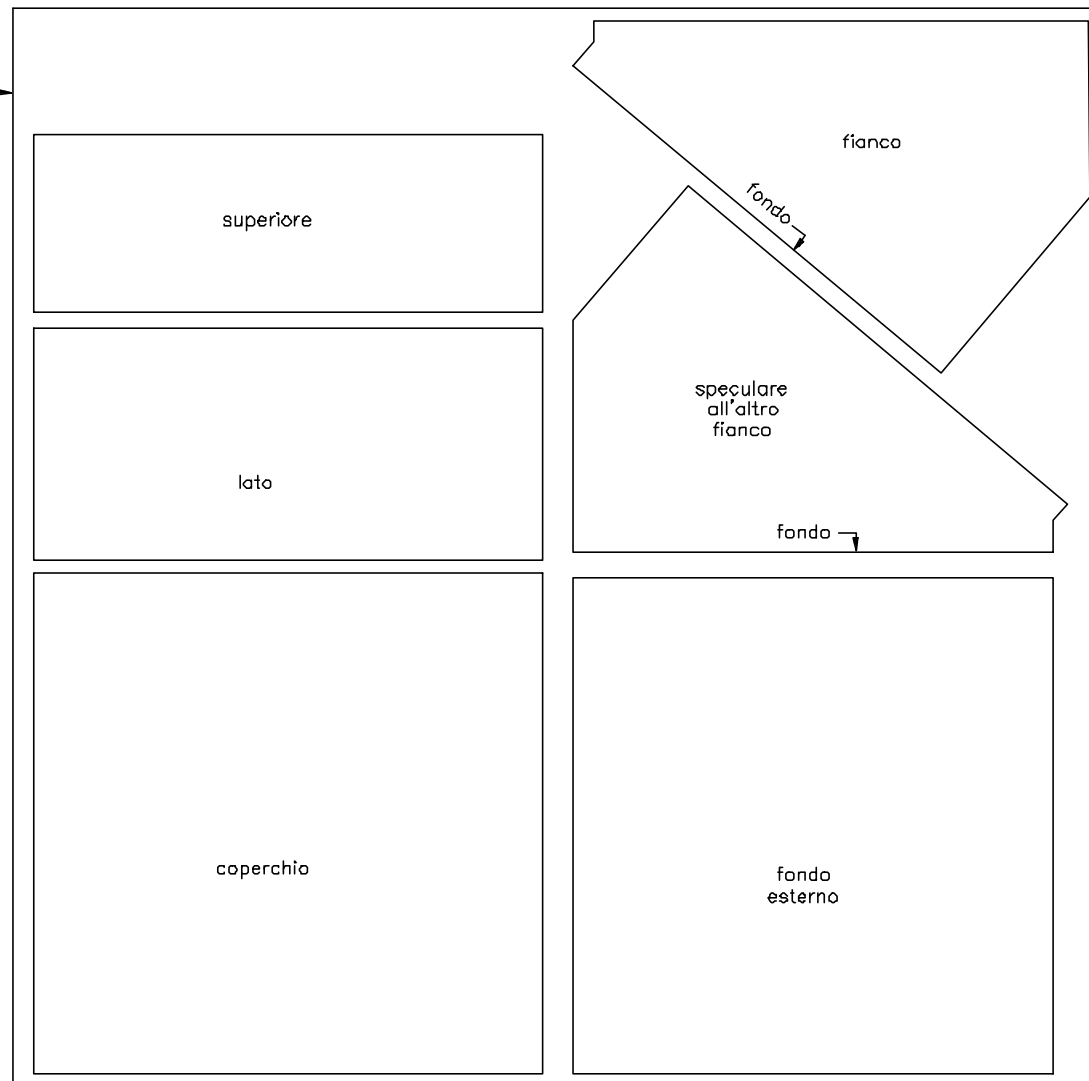 fianco
fondo
superiore
speculare
all'altro
fianco
lato
fondo
coperchio
fondo
esterno